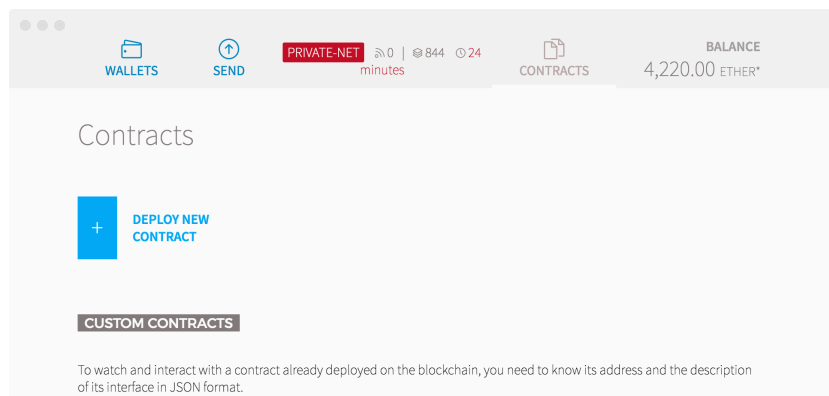 WALLETS
SEND
PRIVATE-NET 0 | 844 24
minutes
CONTRACTS
BALANCE
4,220.00 ETHER*
Contracts
+
DEPLOY NEW
CONTRACT
CUSTOM CONTRACTS
To watch and interact with a contract already deployed on the blockchain, you need to know its address and the description
of its interface in JSON format.